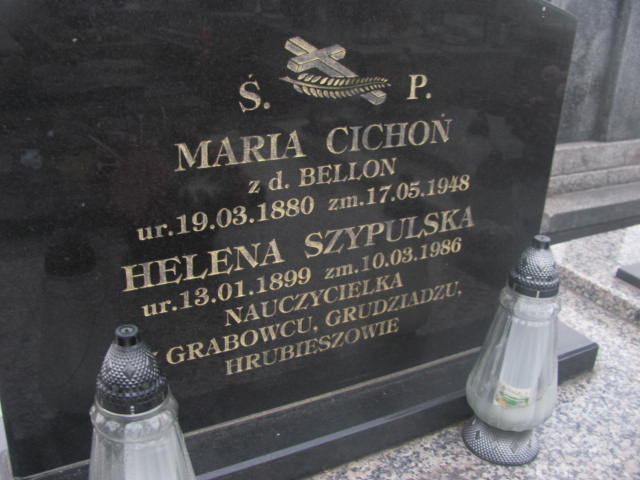 Ś. P.
MARIA CICHOŃ
z d. BELLON
ur. 19.03.1880 zm. 17.05.1948
HELENA SZYPULSKA
ur. 13.01.1899 zm. 10.03.1986
NAUCZYCIELKA
GRABOWCU, GRUDZIADZU,
HRUBIESZOWIE